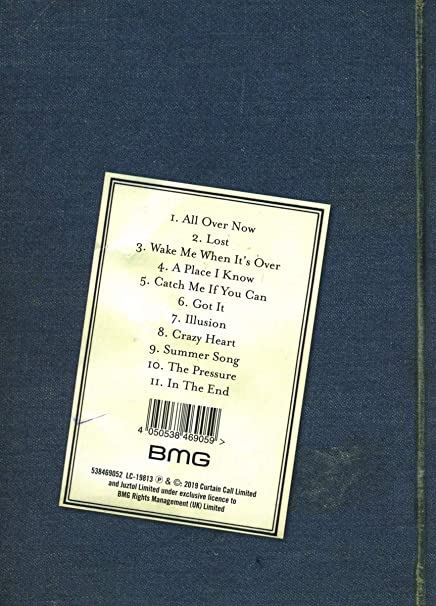 1. All Over Now
2. Lost
3. Wake Me When It's Over
4. A Place I Know
5. Catch Me If You Can
6. Got It
7. Illusion
8. Crazy Heart
9. Summer Song
10. The Pressure
11. In The End
4 050538 469059 >
BMG
538469052 LC-19813 Ⓟ & ©: 2019 Curtain Call Limited
and Juztol Limited under exclusive licence to
BMG Rights Management (UK) Limited